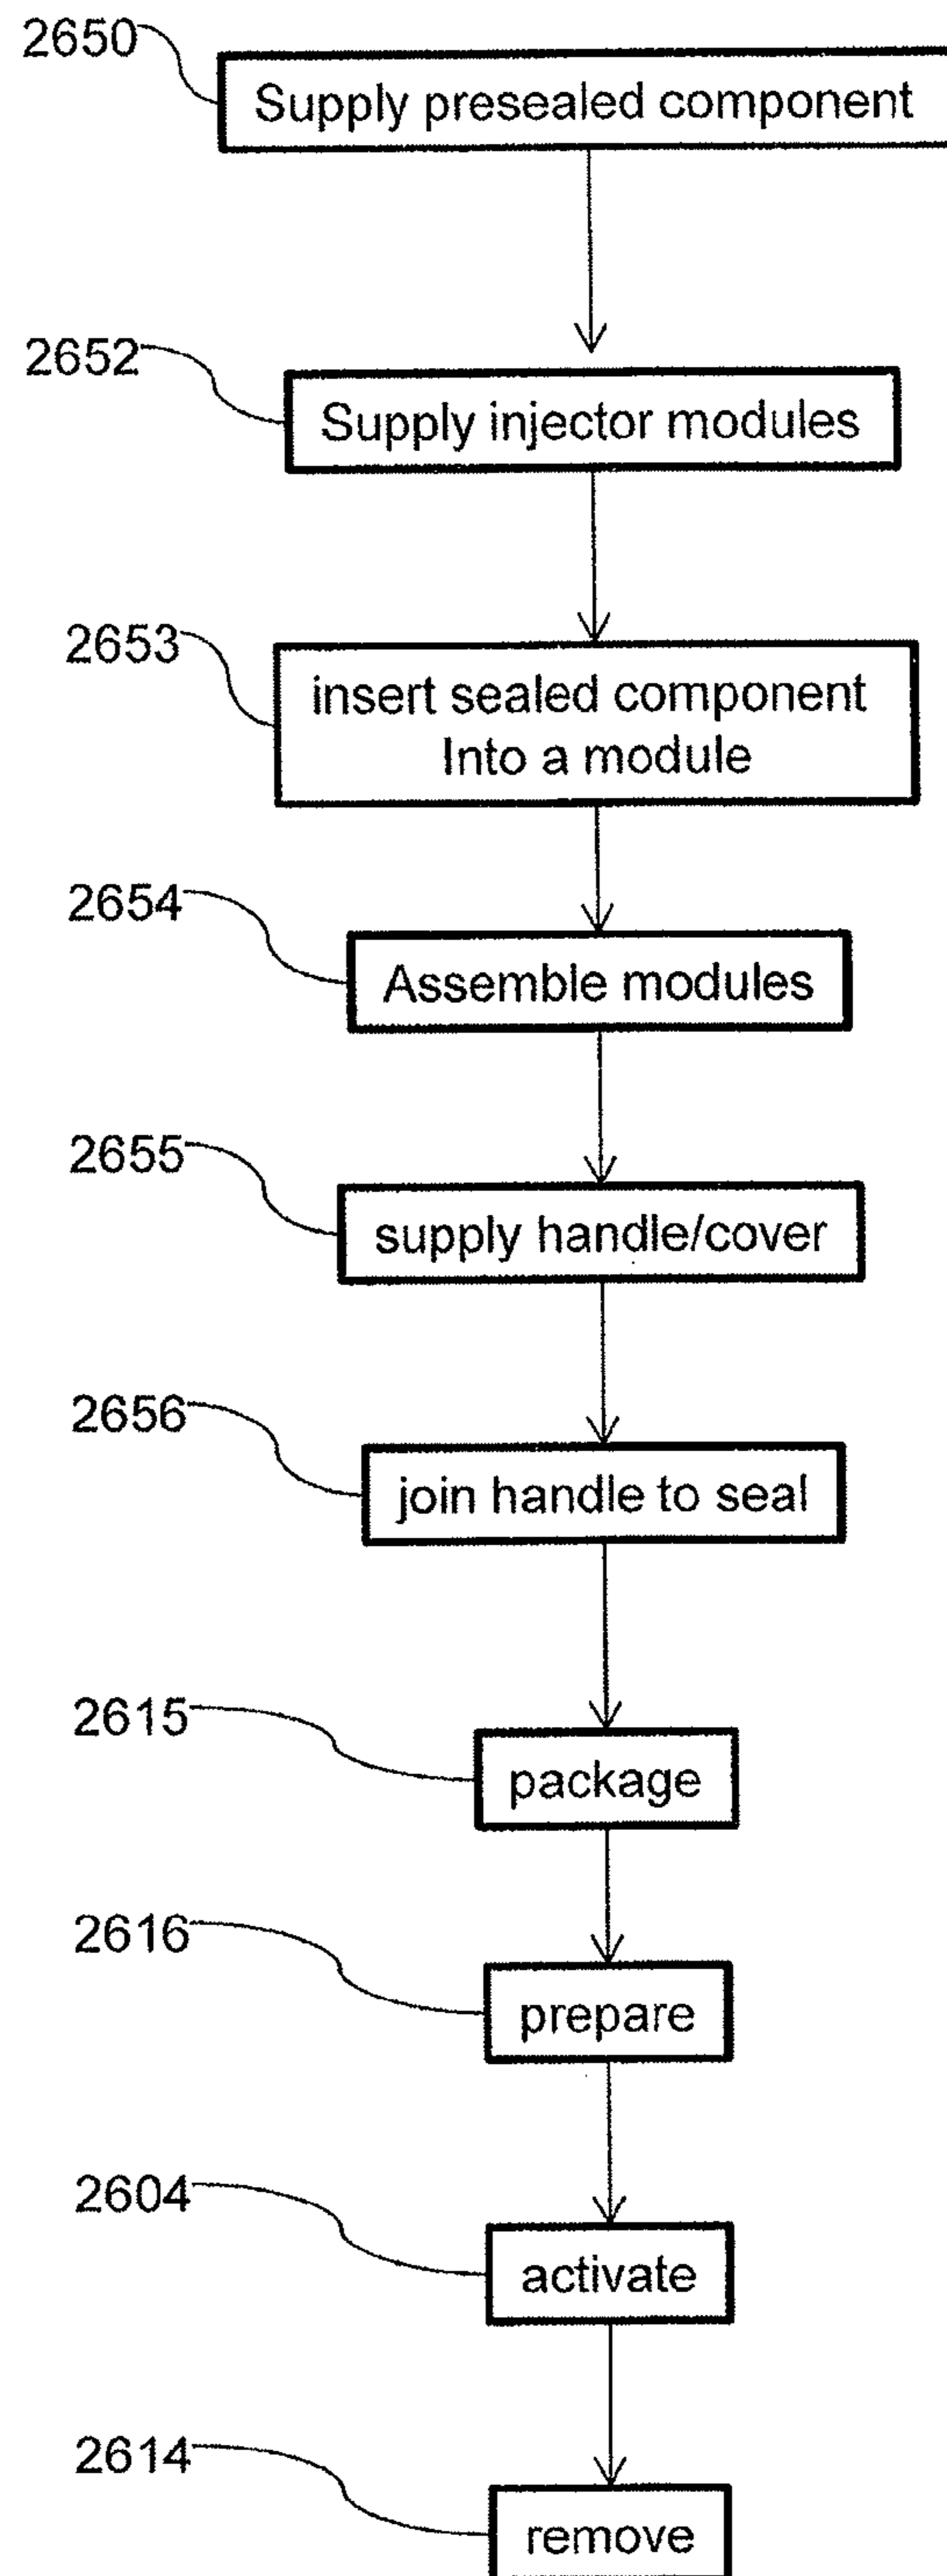 2650
Supply presealed component
2652
Supply injector modules
2653
insert sealed component
Into a module
2654
Assemble modules
2655
supply handle/cover
2656
join handle to seal
2615
package
2616
prepare
2604
activate
2614
remove